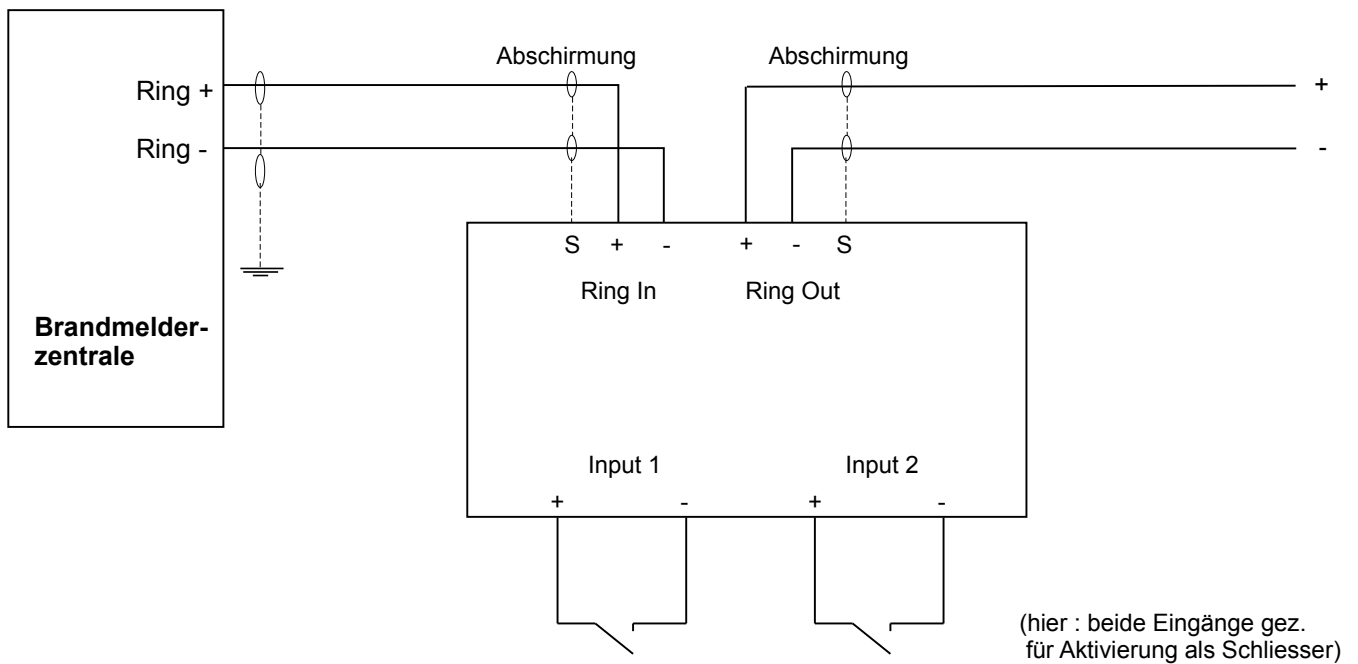 Abschirmung Abschirmung
Ring + +
Ring - -
S + - + - S
Ring In Ring Out
Brandmelder-
zentrale
Input 1 Input 2
+ - + -
(hier : beide Eingänge gez.
für Aktivierung als Schliesser)